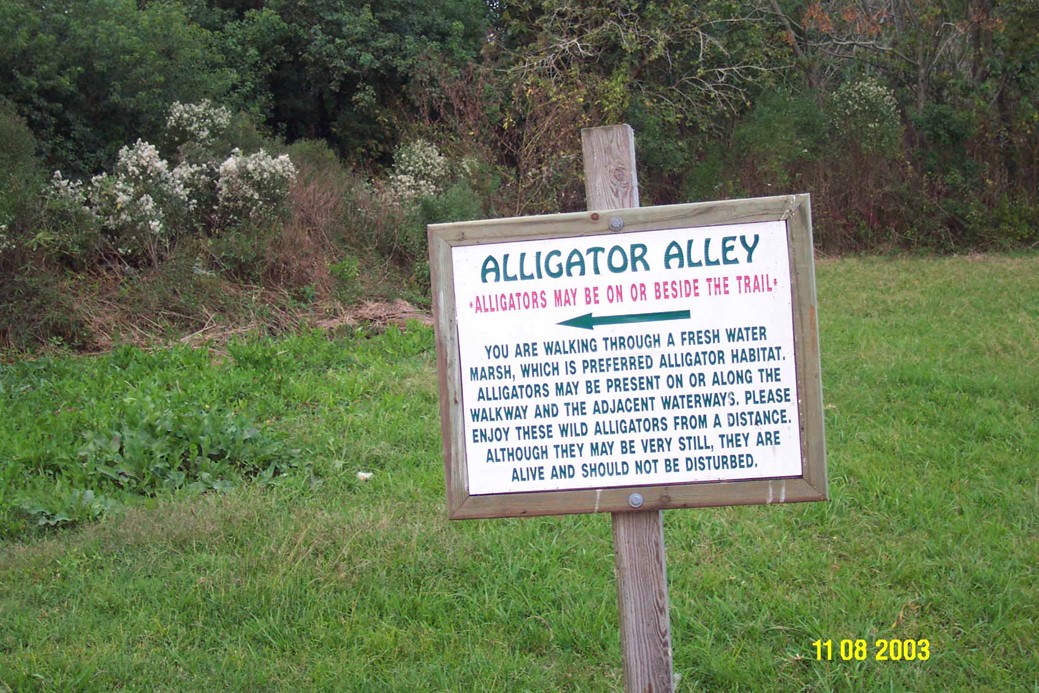 ALLIGATOR ALLEY
*ALLIGATORS MAY BE ON OR BESIDE THE TRAIL*
YOU ARE WALKING THROUGH A FRESH WATER
MARSH, WHICH IS PREFERRED ALLIGATOR HABITAT.
ALLIGATORS MAY BE PRESENT ON OR ALONG THE
WALKWAY AND THE ADJACENT WATERWAYS. PLEASE
ENJOY THESE WILD ALLIGATORS FROM A DISTANCE.
ALTHOUGH THEY MAY BE VERY STILL, THEY ARE
ALIVE AND SHOULD NOT BE DISTURBED.
11 08 2003